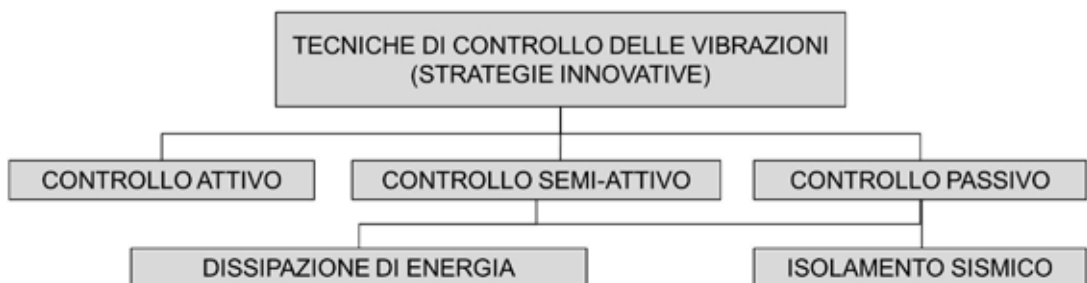 TECNICHE DI CONTROLLO DELLE VIBRAZIONI
(STRATEGIE INNOVATIVE)
CONTROLLO ATTIVO
CONTROLLO SEMI-ATTIVO
CONTROLLO PASSIVO
DISSIPAZIONE DI ENERGIA
ISOLAMENTO SISMICO